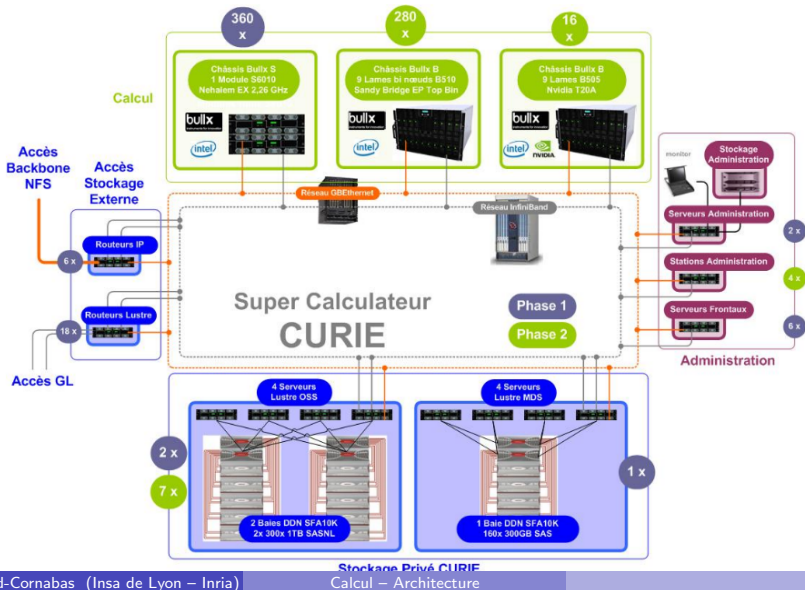 360
x
280
x
16
x
Châssis Bullx S
1 Module S6010
Nehalem EX 2,26 GHz
Châssis Bullx B
9 Lames bi nœuds B510
Sandy Bridge EP Top Bin
Châssis Bullx B
9 Lames B505
Nvidia T20A
Calcul
bullx
intel
bullx
intel
bullx
intel
NVIDIA
Accès
Backbone
NFS
Accès
Stockage
Externe
Routeurs IP
6 x
Routeurs Lustre
18 x
Accès GL
Réseau GBEthernet
Réseau InfiniBand
Super Calculateur
CURIE
Phase 1
Phase 2
monitor
Stockage
Administration
Serveurs Administration
2 x
Stations Administration
4 x
Serveurs Frontaux
6 x
Administration
4 Serveurs
Lustre OSS
4 Serveurs
Lustre MDS
2 x
7 x
1 x
2 Baies DDN SFA10K
2x 300x 1TB SASNL
1 Baie DDN SFA10K
160x 300GB SAS
Stockage Privé CURIE
d-Cornabas (Insa de Lyon – Inria)
Calcul – Architecture